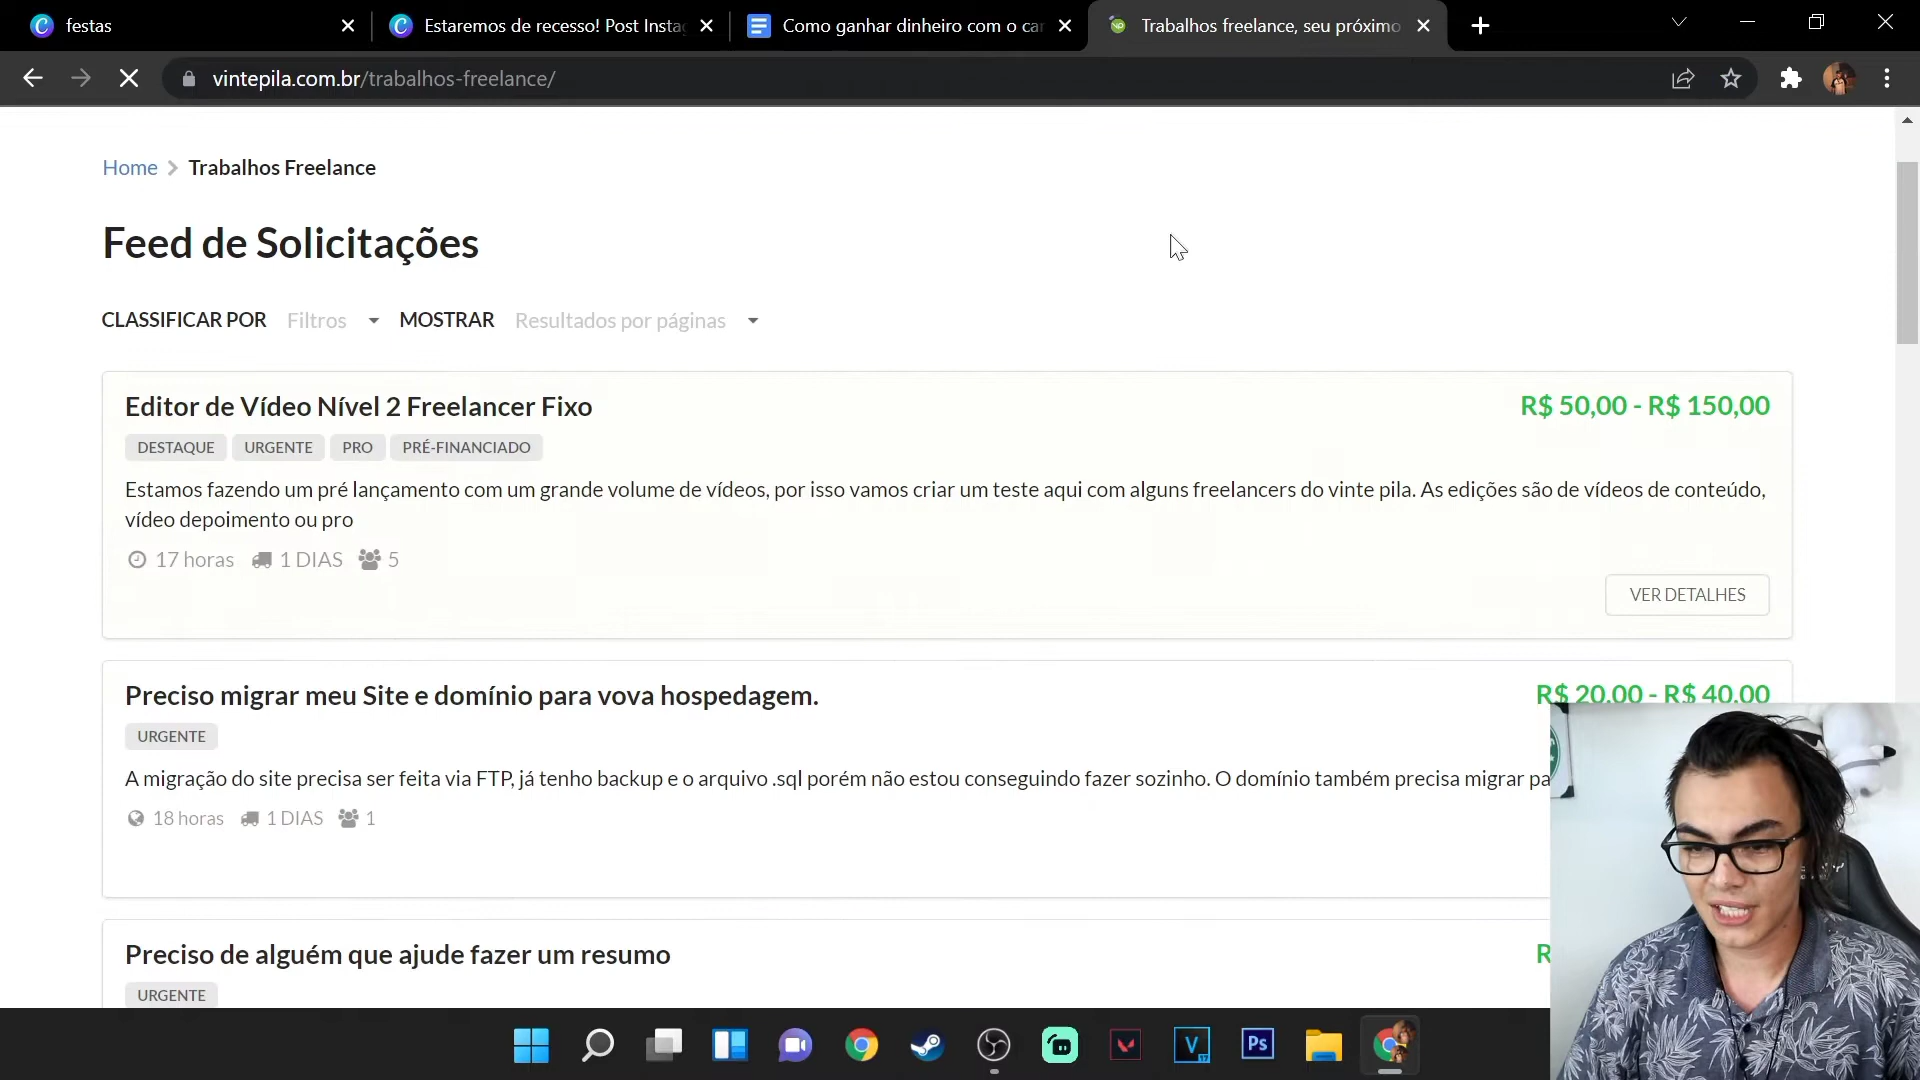 festas
Estaremos de recesso! Post Insta
Como ganhar dinheiro com o ca
Trabalhos freelance, seu próximo
vintepila.com.br/trabalhos-freelance/
Home
Trabalhos Freelance
Feed de Solicitações
CLASSIFICAR POR Filtros MOSTRAR Resultados por páginas
Editor de Vídeo Nível 2 Freelancer Fixo
R$ 50,00 - R$ 150,00
DESTAQUE URGENTE PRO PRÉ-FINANCIADO
Estamos fazendo um pré lançamento com um grande volume de vídeos, por isso vamos criar um teste aqui com alguns freelancers do vinte pila. As edições são de vídeos de conteúdo,
vídeo depoimento ou pro
17 horas 1 DIAS 5
VER DETALHES
Preciso migrar meu Site e domínio para vova hospedagem.
R$ 20,00 - R$ 40,00
URGENTE
A migração do site precisa ser feita via FTP, já tenho backup e o arquivo .sql porém não estou conseguindo fazer sozinho. O domínio também precisa migrar pa
18 horas 1 DIAS 1
Preciso de alguém que ajude fazer um resumo
R
URGENTE
V
Ps